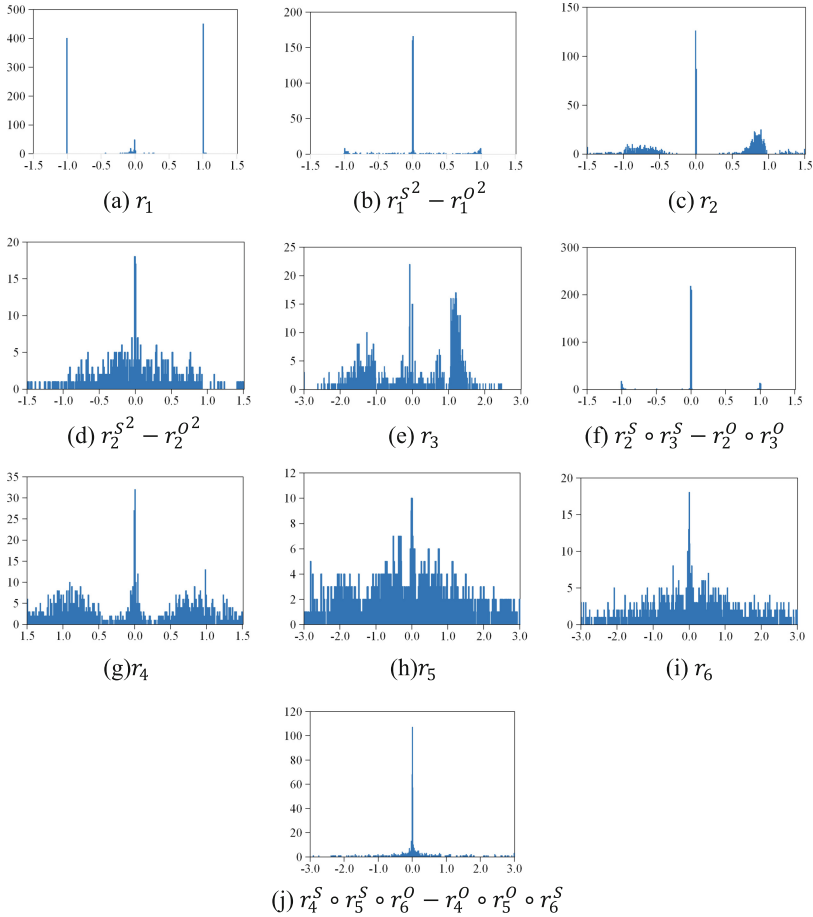 500
400
300
200
100
0
-1.5 -1.0 -0.5 0.0 0.5 1.0 1.5
(a) r₁
200
150
100
50
0
-1.5 -1.0 -0.5 0.0 0.5 1.0 1.5
(b) r₁ˢ² − r₁ᴼ²
150
100
50
0
-1.5 -1.0 -0.5 0.0 0.5 1.0 1.5
(c) r₂
20
15
10
5
0
-1.5 -1.0 -0.5 0.0 0.5 1.0 1.5
(d) r₂ˢ² − r₂ᴼ²
25
20
15
10
5
0
-3.0 -2.0 -1.0 0.0 1.0 2.0 3.0
(e) r₃
300
200
100
0
-1.5 -1.0 -0.5 0.0 0.5 1.0 1.5
(f) r₂ˢ ∘ r₃ˢ − r₂ᴼ ∘ r₃ᴼ
35
30
25
20
15
10
5
0
-1.5 1.0 -0.5 0.0 0.5 1.0 1.5
(g)r₄
12
10
8
6
4
2
0
-3.0 -2.0 -1.0 0.0 1.0 2.0 3.0
(h)r₅
20
15
10
5
0
-3.0 -2.0 -1.0 0.0 1.0 2.0 3.0
(i) r₆
120
100
80
60
40
20
0
-3.0 -2.0 -1.0 0.0 1.0 2.0 3.0
(j) r₄ˢ ∘ r₅ˢ ∘ r₆ᴼ − r₄ᴼ ∘ r₅ᴼ ∘ r₆ˢ